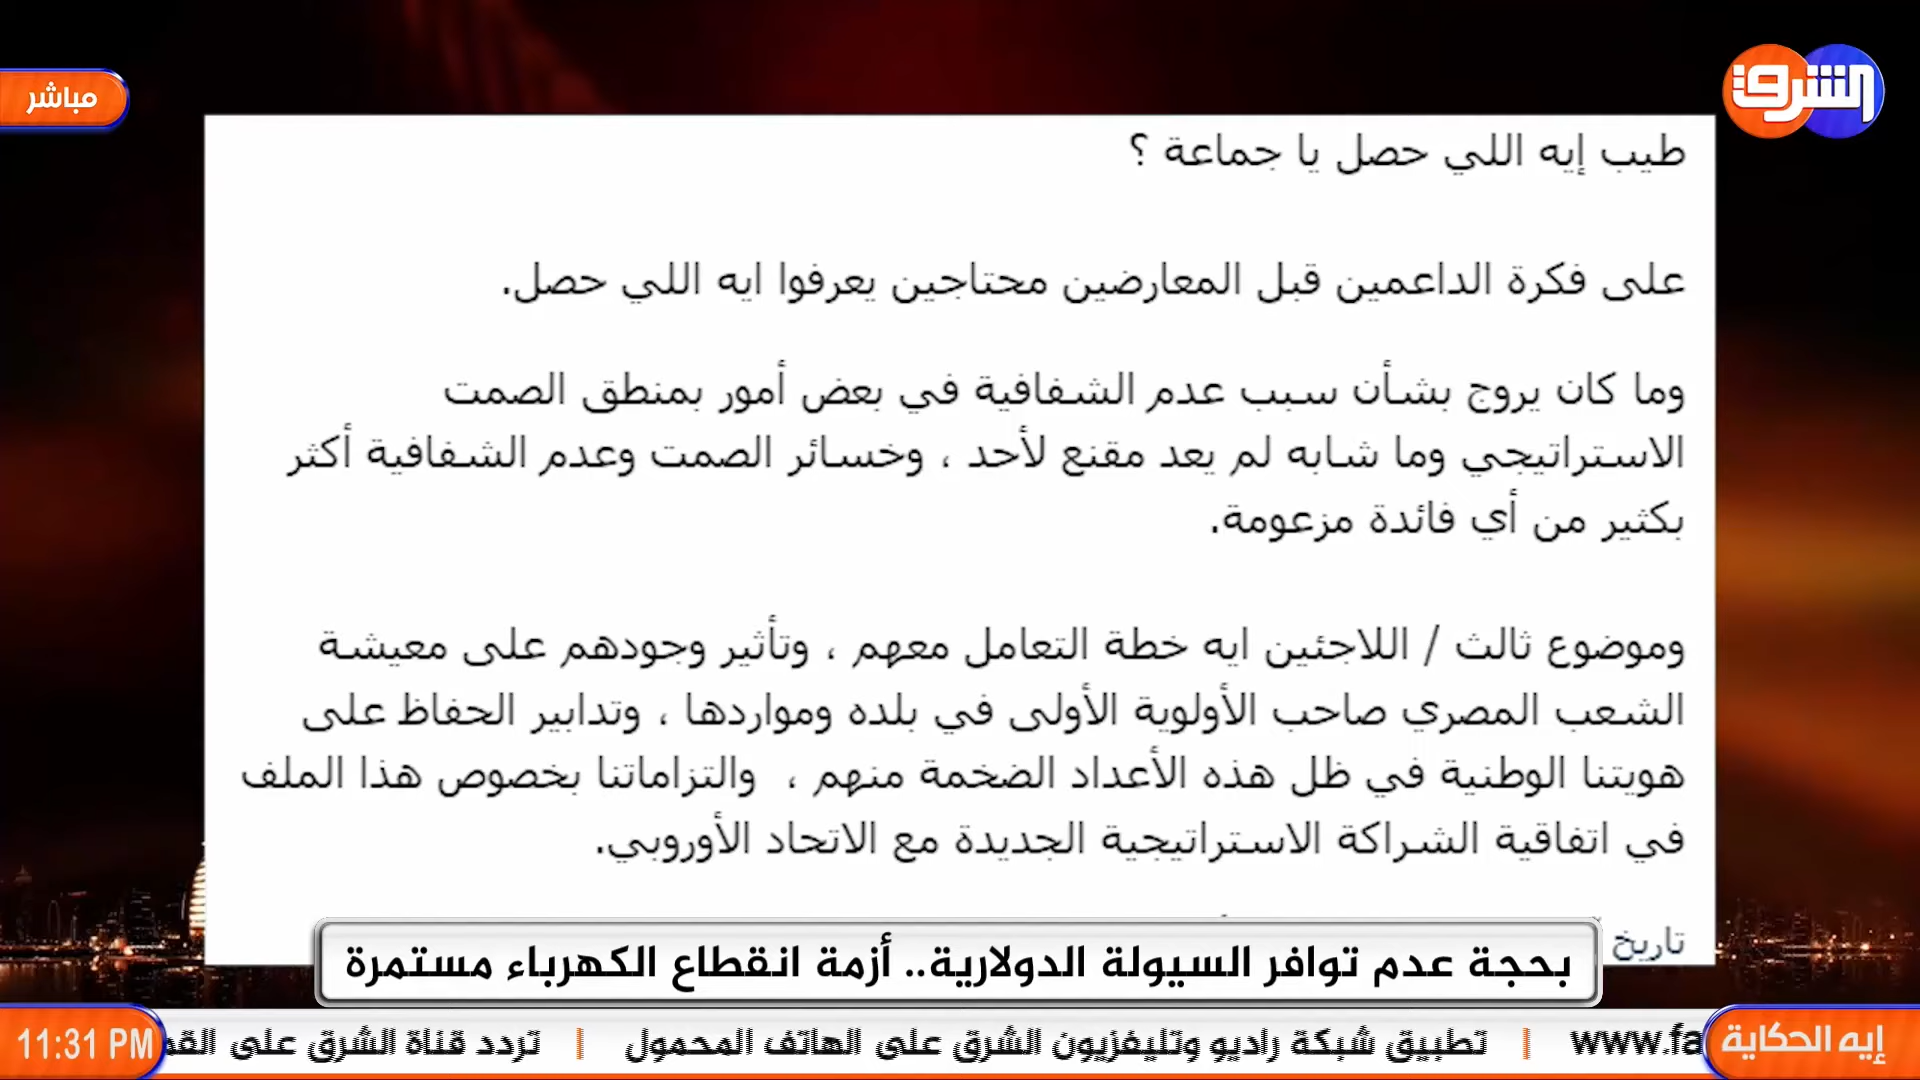 مباشر
الشرق
طيب إيه اللي حصل يا جماعة ؟
على فكرة الداعمين قبل المعارضين محتاجين يعرفوا ايه اللي حصل.
وما كان يروج بشأن سبب عدم الشفافية في بعض أمور بمنطق الصمت
الاستراتيجي وما شابه لم يعد مقنع لأحد ، وخسائر الصمت وعدم الشفافية أكثر
بكثير من أي فائدة مزعومة.
وموضوع ثالث / اللاجئين ايه خطة التعامل معهم ، وتأثير وجودهم على معيشة
الشعب المصري صاحب الأولوية الأولى في بلده ومواردها ، وتدابير الحفاظ على
هويتنا الوطنية في ظل هذه الأعداد الضخمة منهم ، والتزاماتنا بخصوص هذا الملف
في اتفاقية الشراكة الاستراتيجية الجديدة مع الاتحاد الأوروبي.
تاريخ
بحجة عدم توافر السيولة الدولارية.. أزمة انقطاع الكهرباء مستمرة
إيه الحكاية
www.fa | تطبيق شبكة راديو وتليفزيون الشرق على الهاتف المحمول | تردد قناة الشرق على
11:31 PM